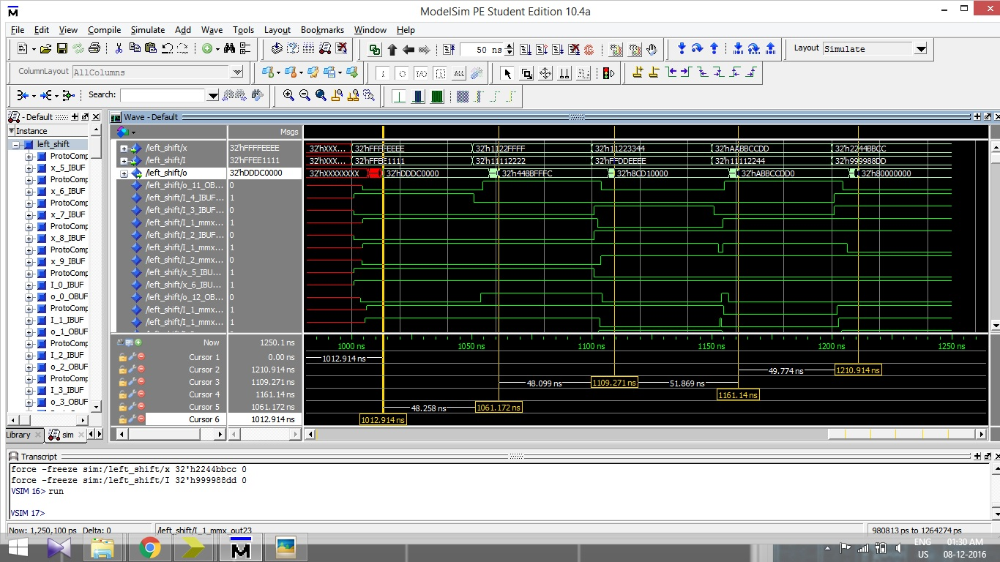 ModelSim PE Student Edition 10.4a
File Edit View Compile Simulate Add Wave Tools Layout Bookmarks Window Help
50 ns Layout Simulate
ColumnLayout AllColumns
Search:
- Default Wave - Default
Instance Msgs
left_shift
ProtoComp
x_5_IBUF
ProtoComp
x_6_IBUF
ProtoComp
x_7_IBUF
ProtoComp
x_8_IBUF
ProtoComp
x_9_IBUF
ProtoComp
I_0_IBUF
o_0_OBUF
ProtoComp
I_1_IBUF
o_1_OBUF
ProtoComp
I_2_IBUF
o_2_OBUF
ProtoComp
I_3_IBUF
o_3_OBUF
Library sim
/left_shift/x 32'hFFFFEEEE 32'hXXX... 32'hFFFFEEEE 32'h1122FFFF 32'h11223344 32'hAABBCCDD 32'h2244BBCC
/left_shift/I 32'hFFEE1111 32'hXXX... 32'hFFEE1111 32'h11112222 32'hFFDDEEEE 32'h11112244 32'h999988DD
/left_shift/o 32'hDDDC0000 32'hXXXXXXXX 32'hDDDC0000 32'h448BFFFC 32'h8CD10000 32'hABBCCDD0 32'h80000000
/left_shift/o_11_OB... 0
/left_shift/I_4_IBUF... 1
/left_shift/I_3_IBUF... 0
/left_shift/I_1_mmx... 1
/left_shift/I_2_IBUF... 0
/left_shift/I_1_mmx... 1
/left_shift/I_2_mmx... 0
/left_shift/x_5_IBU... 1
/left_shift/x_6_IBU... 1
/left_shift/o_12_OB... 0
/left_shift/I_1_mmx... 1
/left_shift/I_1_mmx... 1
Now 1250.1 ns 1000 ns 1050 ns 1100 ns 1150 ns 1200 ns 1250 ns
Cursor 1 0.00 ns 1012.914 ns
Cursor 2 1210.914 ns 49.774 ns 1210.914 ns
Cursor 3 1109.271 ns 48.099 ns 1109.271 ns 51.869 ns
Cursor 4 1161.14 ns 1161.14 ns
Cursor 5 1061.172 ns 48.258 ns 1061.172 ns
Cursor 6 1012.914 ns 1012.914 ns
Transcript
force -freeze sim:/left_shift/x 32'h2244bbcc 0
force -freeze sim:/left_shift/I 32'h999988dd 0
VSIM 16> run
VSIM 17>
Now: 1,250,100 ps Delta: 0 /left_shift/I_1_mmx_out23 980813 ps to 1264274 ps
ENG 01:30 AM
US 08-12-2016